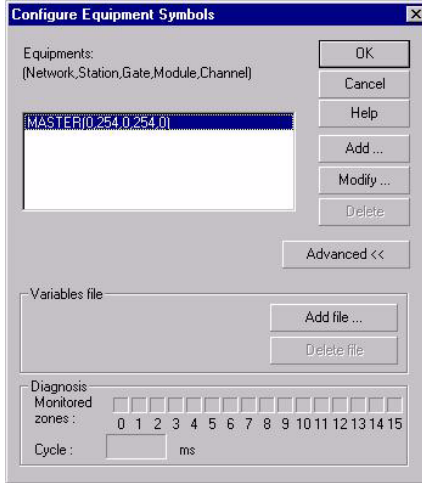 Configure Equipment Symbols
Equipments:
(Network,Station,Gate,Module,Channel)
MASTER(0,254,0,254,0)
OK
Cancel
Help
Add ...
Modify ...
Delete
Advanced <<
Variables file
Add file ...
Delete file
Diagnosis
Monitored
zones :
0 1 2 3 4 5 6 7 8 9 10 11 12 13 14 15
Cycle :
ms